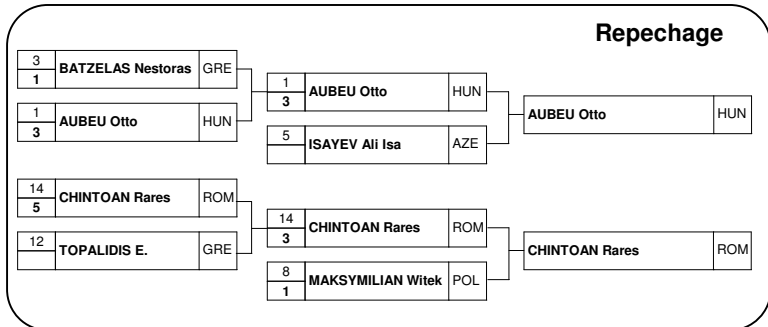 Repechage
3
1
BATZELAS Nestoras
GRE
1
3
AUBEU Otto
HUN
1
3
AUBEU Otto
HUN
5
ISAYEV Ali Isa
AZE
AUBEU Otto
HUN
14
5
CHINTOAN Rares
ROM
12
TOPALIDIS E.
GRE
14
3
CHINTOAN Rares
ROM
8
1
MAKSYMILIAN Witek
POL
CHINTOAN Rares
ROM